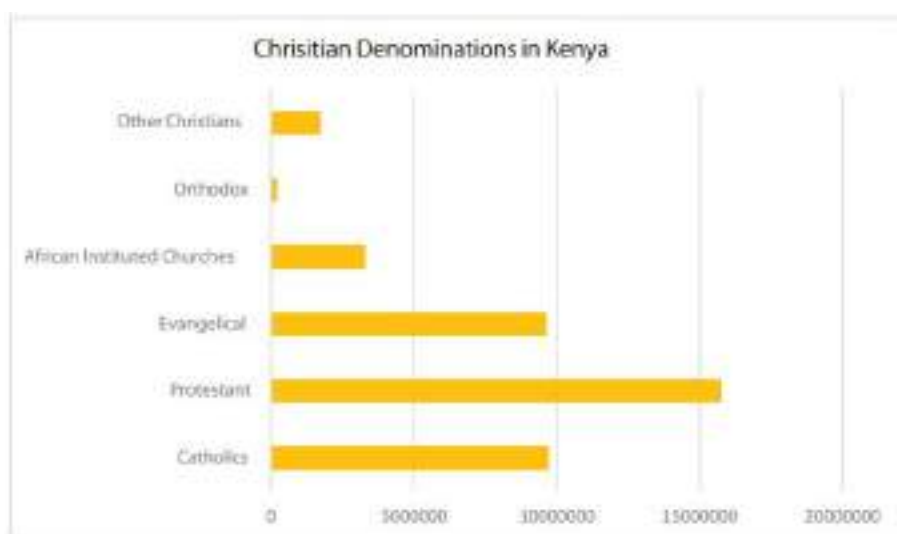 Chrisitian Denominations in Kenya
Other Christians
Orthodox
African Instituted Churches
Evangelical
Protestant
Catholics
0 5000000 10000000 15000000 20000000